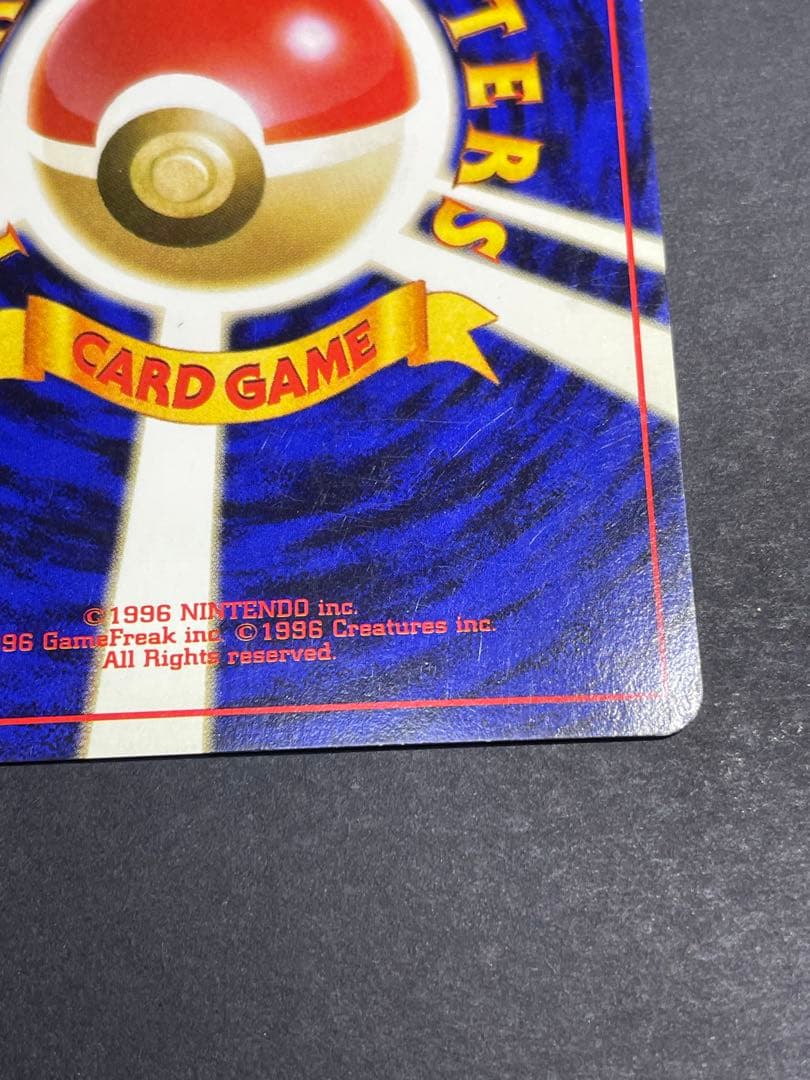 TERS
CARD GAME
©1996 NINTENDO inc.
96 GameFreak inc. ©1996 Creatures inc.
All Rights reserved.